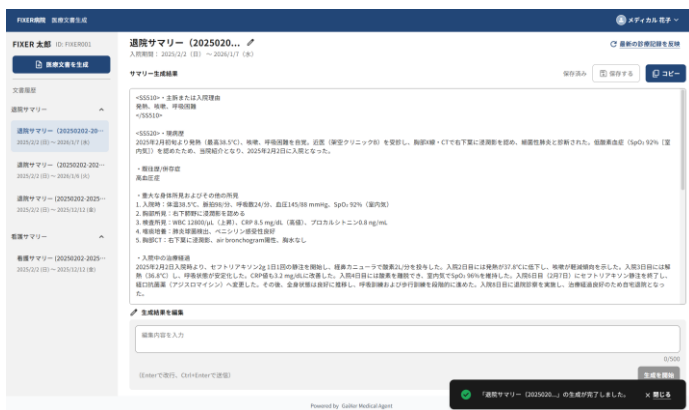 FIXER病院 医療文書生成
メディカル 花子
FIXER 太郎 ID: FIXER001
医療文書を生成
文書履歴
退院サマリー
退院サマリー（20250202-20…
2025/2/2 (日) ～ 2026/1/7 (水)
退院サマリー（20250202-202…
2025/2/2 (日) ～ 2026/1/6 (火)
退院サマリー（20250202-2025…
2025/2/2 (日) ～ 2025/12/12 (金)
看護サマリー
看護サマリー（20250202-2025…
2025/2/2 (日) ～ 2025/12/12 (金)
退院サマリー（2025020...
入院期間： 2025/2/2（日） ～ 2026/1/7（水）
最新の診療記録を反映
サマリー生成結果
保存済み
保存する
コピー
<SS510>・主訴または入院理由
発熱、咳嗽、呼吸困難
</SS510>
<SS520>・現病歴
2025年2月初旬より発熱（最高38.5℃）、咳嗽、呼吸困難を自覚。近医（架空クリニックB）を受診し、胸部X線・CTで右下葉に浸潤影を認め、細菌性肺炎と診断された。低酸素血症（SpO₂ 92%（室
内気））を認めたため、当院紹介となり、2025年2月2日に入院となった。
・既往歴/併存症
高血圧症
・重大な身体所見およびその他の所見
1. 入院時：体温38.5℃、脈拍98/分、呼吸数24/分、血圧145/88 mmHg、SpO₂ 92%（室内気）
2. 胸部所見：右下肺野に浸潤影を認める
3. 検査所見：WBC 12800/μL（上昇）、CRP 8.5 mg/dL（高値）、プロカルシトニン0.8 ng/mL
4. 喀痰培養：肺炎球菌検出、ペニシリン感受性良好
5. 胸部CT：右下葉に浸潤影、air bronchogram陽性、胸水なし
・入院中の治療経過
2025年2月2日入院時より、セフトリアキソン2g 1日1回の静注を開始し、経鼻カニューラで酸素2L/分を投与した。入院2日目には発熱が37.8℃に低下し、咳嗽が軽減傾向を示した。入院3日目には解
熱（36.8℃）し、呼吸状態が安定化した。CRP値も3.2 mg/dLに改善した。入院4日目には酸素を離脱でき、室内気でSpO₂ 96%を維持した。入院6日目（2月7日）にセフトリアキソン静注を終了し、
経口抗菌薬（アジスロマイシン）へ変更した。その後、全身状態は良好に推移し、呼吸訓練および歩行訓練を段階的に進めた。入院8日目に退院診察を実施し、治療経過良好のため自宅退院となっ
た。
生成結果を編集
編集内容を入力
(Enterで改行、Ctrl+Enterで送信)
0/500
生成を開始
「退院サマリー（2025020...」の生成が完了しました。
× 閉じる
Powered by GaiXer Medical Agent